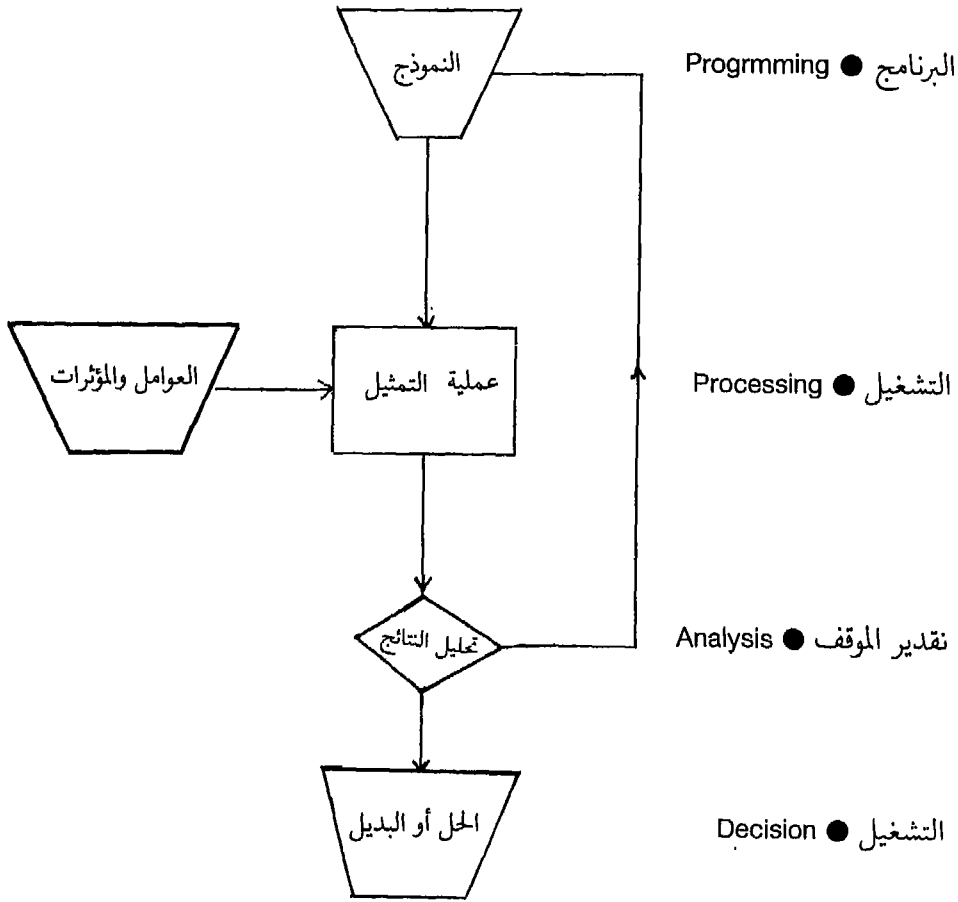 النموذج
البرنامج ● Progrmming
العوامل والمؤثرات
عملية التمثيل
التشغيل ● Processing
تحليل النتائج
نقدير الموقف ● Analysis
الحل أو البديل
التشغيل ● Decision